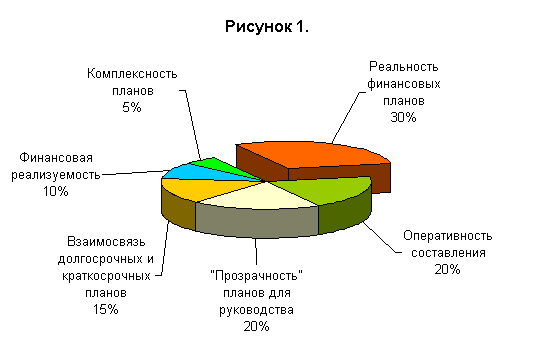 Рисунок 1.
Комплексность
планов
5%
Реальность
финансовых
планов
30%
Финансовая
реализуемость
10%
Взаимосвязь
долгосрочных и
краткосрочных
планов
15%
"Прозрачность"
планов для
руководства
20%
Оперативность
составления
20%